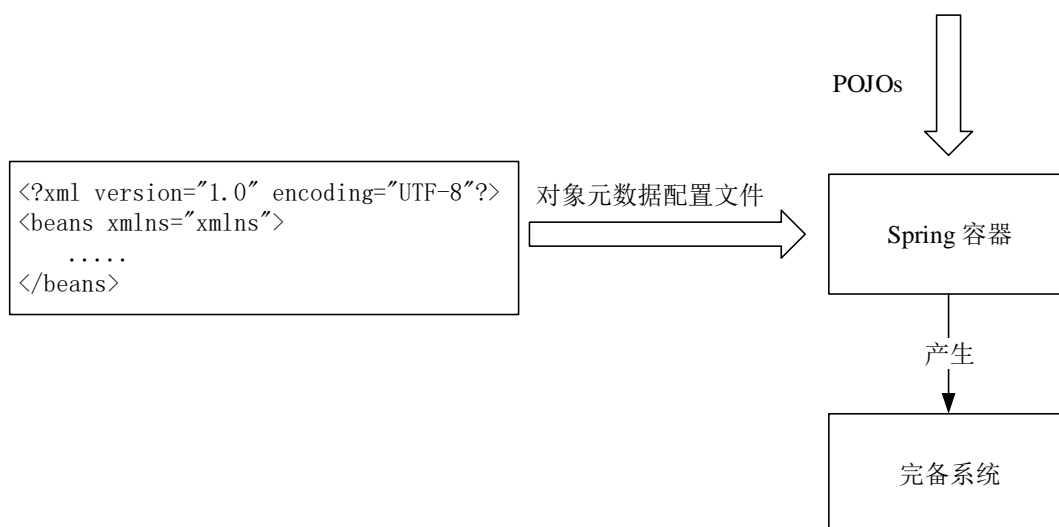 POJOs
<?xml version="1.0" encoding="UTF-8"?>
<beans xmlns="xmlns">
.....
</beans>
对象元数据配置文件
Spring 容器
产生
完备系统